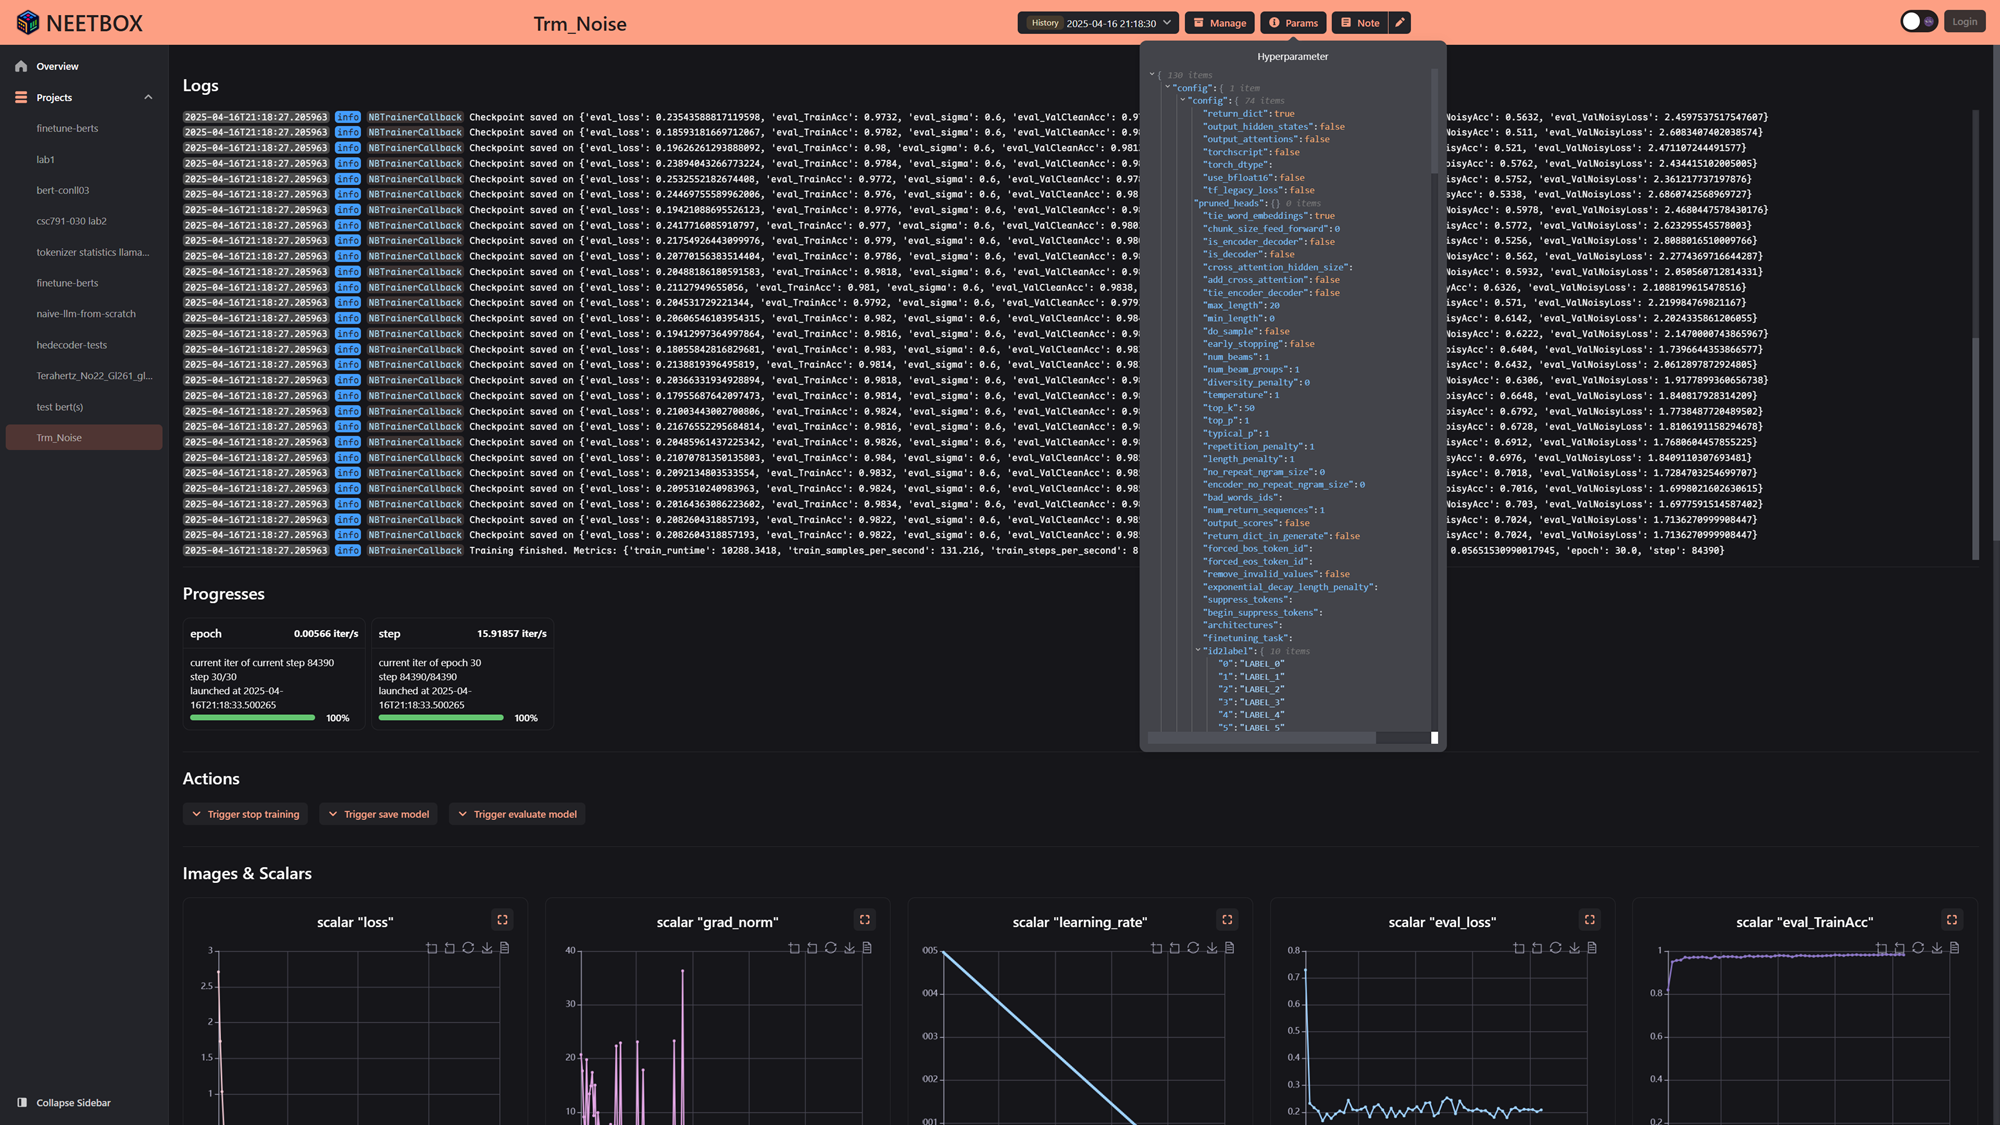 NEETBOX
Trm_Noise
History 2025-04-16 21:18:30
Manage
Params
Note
Login
Overview
Projects
finetune-berts
lab1
bert-conll03
csc791-030 lab2
tokenizer statistics llama...
finetune-berts
naive-llm-from-scratch
hedecoder-tests
Terahertz_No22_Gl261_gl...
test bert(s)
Trm_Noise
Collapse Sidebar
Logs
2025-04-16T21:18:27.205963 info NBTrainerCallback Checkpoint saved on {'eval_loss': 0.23543588817119598, 'eval_TrainAcc': 0.9732, 'eval_sigma': 0.6, 'eval_ValCleanAcc': 0.97 oisyAcc': 0.5632, 'eval_ValNoisyLoss': 2.4597537517547607}
2025-04-16T21:18:27.205963 info NBTrainerCallback Checkpoint saved on {'eval_loss': 0.18593181669712067, 'eval_TrainAcc': 0.9782, 'eval_sigma': 0.6, 'eval_ValCleanAcc': 0.98 isyAcc': 0.511, 'eval_ValNoisyLoss': 2.6083407402038574}
2025-04-16T21:18:27.205963 info NBTrainerCallback Checkpoint saved on {'eval_loss': 0.19626261293888092, 'eval_TrainAcc': 0.98, 'eval_sigma': 0.6, 'eval_ValCleanAcc': 0.981 syAcc': 0.521, 'eval_ValNoisyLoss': 2.471107244491577}
2025-04-16T21:18:27.205963 info NBTrainerCallback Checkpoint saved on {'eval_loss': 0.23894043266773224, 'eval_TrainAcc': 0.9784, 'eval_sigma': 0.6, 'eval_ValCleanAcc': 0.98 isyAcc': 0.5762, 'eval_ValNoisyLoss': 2.434415102005005}
2025-04-16T21:18:27.205963 info NBTrainerCallback Checkpoint saved on {'eval_loss': 0.2532552182674408, 'eval_TrainAcc': 0.9772, 'eval_sigma': 0.6, 'eval_ValCleanAcc': 0.978 syAcc': 0.5752, 'eval_ValNoisyLoss': 2.361217737197876}
2025-04-16T21:18:27.205963 info NBTrainerCallback Checkpoint saved on {'eval_loss': 0.24469755589962006, 'eval_TrainAcc': 0.976, 'eval_sigma': 0.6, 'eval_ValCleanAcc': 0.98 syAcc': 0.5338, 'eval_ValNoisyLoss': 2.6860742568969727}
2025-04-16T21:18:27.205963 info NBTrainerCallback Checkpoint saved on {'eval_loss': 0.19421088695526123, 'eval_TrainAcc': 0.9776, 'eval_sigma': 0.6, 'eval_ValCleanAcc': 0.98 oisyAcc': 0.5978, 'eval_ValNoisyLoss': 2.4680447578430176}
2025-04-16T21:18:27.205963 info NBTrainerCallback Checkpoint saved on {'eval_loss': 0.2417716085910797, 'eval_TrainAcc': 0.977, 'eval_sigma': 0.6, 'eval_ValCleanAcc': 0.980 yAcc': 0.5772, 'eval_ValNoisyLoss': 2.623295545578003}
2025-04-16T21:18:27.205963 info NBTrainerCallback Checkpoint saved on {'eval_loss': 0.21754926443099976, 'eval_TrainAcc': 0.979, 'eval_sigma': 0.6, 'eval_ValCleanAcc': 0.98 syAcc': 0.5256, 'eval_ValNoisyLoss': 2.8088016510009766}
2025-04-16T21:18:27.205963 info NBTrainerCallback Checkpoint saved on {'eval_loss': 0.20770156383514404, 'eval_TrainAcc': 0.9786, 'eval_sigma': 0.6, 'eval_ValCleanAcc': 0.98 isyAcc': 0.562, 'eval_ValNoisyLoss': 2.2774369716644287}
2025-04-16T21:18:27.205963 info NBTrainerCallback Checkpoint saved on {'eval_loss': 0.20488186180591583, 'eval_TrainAcc': 0.9818, 'eval_sigma': 0.6, 'eval_ValCleanAcc': 0.98 isyAcc': 0.5932, 'eval_ValNoisyLoss': 2.050560712814331}
2025-04-16T21:18:27.205963 info NBTrainerCallback Checkpoint saved on {'eval_loss': 0.21127949655056, 'eval_TrainAcc': 0.981, 'eval_sigma': 0.6, 'eval_ValCleanAcc': 0.9838, yAcc': 0.6326, 'eval_ValNoisyLoss': 2.1088199615478516}
2025-04-16T21:18:27.205963 info NBTrainerCallback Checkpoint saved on {'eval_loss': 0.204531729221344, 'eval_TrainAcc': 0.9792, 'eval_sigma': 0.6, 'eval_ValCleanAcc': 0.979 syAcc': 0.571, 'eval_ValNoisyLoss': 2.219984769821167}
2025-04-16T21:18:27.205963 info NBTrainerCallback Checkpoint saved on {'eval_loss': 0.20606546103954315, 'eval_TrainAcc': 0.982, 'eval_sigma': 0.6, 'eval_ValCleanAcc': 0.98 isyAcc': 0.6142, 'eval_ValNoisyLoss': 2.2024335861206055}
2025-04-16T21:18:27.205963 info NBTrainerCallback Checkpoint saved on {'eval_loss': 0.19412997364997864, 'eval_TrainAcc': 0.9816, 'eval_sigma': 0.6, 'eval_ValCleanAcc': 0.98 oisyAcc': 0.6222, 'eval_ValNoisyLoss': 2.1470000743865967}
2025-04-16T21:18:27.205963 info NBTrainerCallback Checkpoint saved on {'eval_loss': 0.18055842816829681, 'eval_TrainAcc': 0.983, 'eval_sigma': 0.6, 'eval_ValCleanAcc': 0.98 isyAcc': 0.6404, 'eval_ValNoisyLoss': 1.7396644353866577}
2025-04-16T21:18:27.205963 info NBTrainerCallback Checkpoint saved on {'eval_loss': 0.2138819396495819, 'eval_TrainAcc': 0.9814, 'eval_sigma': 0.6, 'eval_ValCleanAcc': 0.98 isyAcc': 0.6432, 'eval_ValNoisyLoss': 2.0612897872924805}
2025-04-16T21:18:27.205963 info NBTrainerCallback Checkpoint saved on {'eval_loss': 0.20366331934928894, 'eval_TrainAcc': 0.9818, 'eval_sigma': 0.6, 'eval_ValCleanAcc': 0.98 oisyAcc': 0.6306, 'eval_ValNoisyLoss': 1.9177899360656738}
2025-04-16T21:18:27.205963 info NBTrainerCallback Checkpoint saved on {'eval_loss': 0.17955687642097473, 'eval_TrainAcc': 0.9814, 'eval_sigma': 0.6, 'eval_ValCleanAcc': 0.98 isyAcc': 0.6648, 'eval_ValNoisyLoss': 1.840817928314209}
2025-04-16T21:18:27.205963 info NBTrainerCallback Checkpoint saved on {'eval_loss': 0.21003443002700806, 'eval_TrainAcc': 0.9824, 'eval_sigma': 0.6, 'eval_ValCleanAcc': 0.98 isyAcc': 0.6792, 'eval_ValNoisyLoss': 1.7738487720489502}
2025-04-16T21:18:27.205963 info NBTrainerCallback Checkpoint saved on {'eval_loss': 0.21676552295684814, 'eval_TrainAcc': 0.9816, 'eval_sigma': 0.6, 'eval_ValCleanAcc': 0.98 isyAcc': 0.6728, 'eval_ValNoisyLoss': 1.8106191158294678}
2025-04-16T21:18:27.205963 info NBTrainerCallback Checkpoint saved on {'eval_loss': 0.20485961437225342, 'eval_TrainAcc': 0.9826, 'eval_sigma': 0.6, 'eval_ValCleanAcc': 0.98 isyAcc': 0.6912, 'eval_ValNoisyLoss': 1.7680604457855225}
2025-04-16T21:18:27.205963 info NBTrainerCallback Checkpoint saved on {'eval_loss': 0.21070781350135803, 'eval_TrainAcc': 0.984, 'eval_sigma': 0.6, 'eval_ValCleanAcc': 0.98 syAcc': 0.6976, 'eval_ValNoisyLoss': 1.8409110307693481}
2025-04-16T21:18:27.205963 info NBTrainerCallback Checkpoint saved on {'eval_loss': 0.2092134803533554, 'eval_TrainAcc': 0.9832, 'eval_sigma': 0.6, 'eval_ValCleanAcc': 0.98 syAcc': 0.7018, 'eval_ValNoisyLoss': 1.7284703254699707}
2025-04-16T21:18:27.205963 info NBTrainerCallback Checkpoint saved on {'eval_loss': 0.2095310240983963, 'eval_TrainAcc': 0.9824, 'eval_sigma': 0.6, 'eval_ValCleanAcc': 0.98 isyAcc': 0.7016, 'eval_ValNoisyLoss': 1.6998021602630615}
2025-04-16T21:18:27.205963 info NBTrainerCallback Checkpoint saved on {'eval_loss': 0.20164363086223602, 'eval_TrainAcc': 0.9834, 'eval_sigma': 0.6, 'eval_ValCleanAcc': 0.98 isyAcc': 0.703, 'eval_ValNoisyLoss': 1.6977591514587402}
2025-04-16T21:18:27.205963 info NBTrainerCallback Checkpoint saved on {'eval_loss': 0.2082604318857193, 'eval_TrainAcc': 0.9822, 'eval_sigma': 0.6, 'eval_ValCleanAcc': 0.98 syAcc': 0.7024, 'eval_ValNoisyLoss': 1.7136270999908447}
2025-04-16T21:18:27.205963 info NBTrainerCallback Checkpoint saved on {'eval_loss': 0.2082604318857193, 'eval_TrainAcc': 0.9822, 'eval_sigma': 0.6, 'eval_ValCleanAcc': 0.98 syAcc': 0.7024, 'eval_ValNoisyLoss': 1.7136270999908447}
2025-04-16T21:18:27.205963 info NBTrainerCallback Training finished. Metrics: {'train_runtime': 10288.3418, 'train_samples_per_second': 131.216, 'train_steps_per_second': 8 0.05651530990017945, 'epoch': 30.0, 'step': 84390}
Hyperparameter
{ 130 items
"config":{ 1 item
"config":{ 74 items
"return_dict":true
"output_hidden_states":false
"output_attentions":false
"torchscript":false
"torch_dtype":
"use_bfloat16":false
"tf_legacy_loss":false
"pruned_heads":{} 0 items
"tie_word_embeddings":true
"chunk_size_feed_forward":0
"is_encoder_decoder":false
"is_decoder":false
"cross_attention_hidden_size":
"add_cross_attention":false
"tie_encoder_decoder":false
"max_length":20
"min_length":0
"do_sample":false
"early_stopping":false
"num_beams":1
"num_beam_groups":1
"diversity_penalty":0
"temperature":1
"top_k":50
"top_p":1
"typical_p":1
"repetition_penalty":1
"length_penalty":1
"no_repeat_ngram_size":0
"encoder_no_repeat_ngram_size":0
"bad_words_ids":
"num_return_sequences":1
"output_scores":false
"return_dict_in_generate":false
"forced_bos_token_id":
"forced_eos_token_id":
"remove_invalid_values":false
"exponential_decay_length_penalty":
"suppress_tokens":
"begin_suppress_tokens":
"architectures":
"finetuning_task":
"id2label":{ 10 items
"0":"LABEL_0"
"1":"LABEL_1"
"2":"LABEL_2"
"3":"LABEL_3"
"4":"LABEL_4"
"5":"LABEL_5"
Progresses
epoch 0.00566 iter/s
current iter of current step 84390
step 30/30
launched at 2025-04-
16T21:18:33.500265
100%
step 15.91857 iter/s
current iter of epoch 30
step 84390/84390
launched at 2025-04-
16T21:18:33.500265
100%
Actions
Trigger stop training
Trigger save model
Trigger evaluate model
Images & Scalars
scalar "loss"
3
2.5
2
1.5
1
scalar "grad_norm"
40
30
20
10
scalar "learning_rate"
005
004
003
002
001
scalar "eval_loss"
0.8
0.7
0.6
0.5
0.4
0.3
0.2
scalar "eval_TrainAcc"
1
0.8
0.6
0.4
0.2